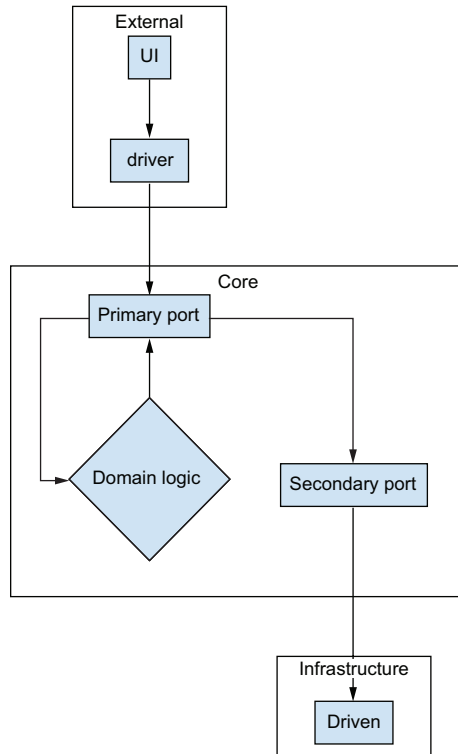 External
UI
driver
Core
Primary port
Domain logic
Secondary port
Infrastructure
Driven